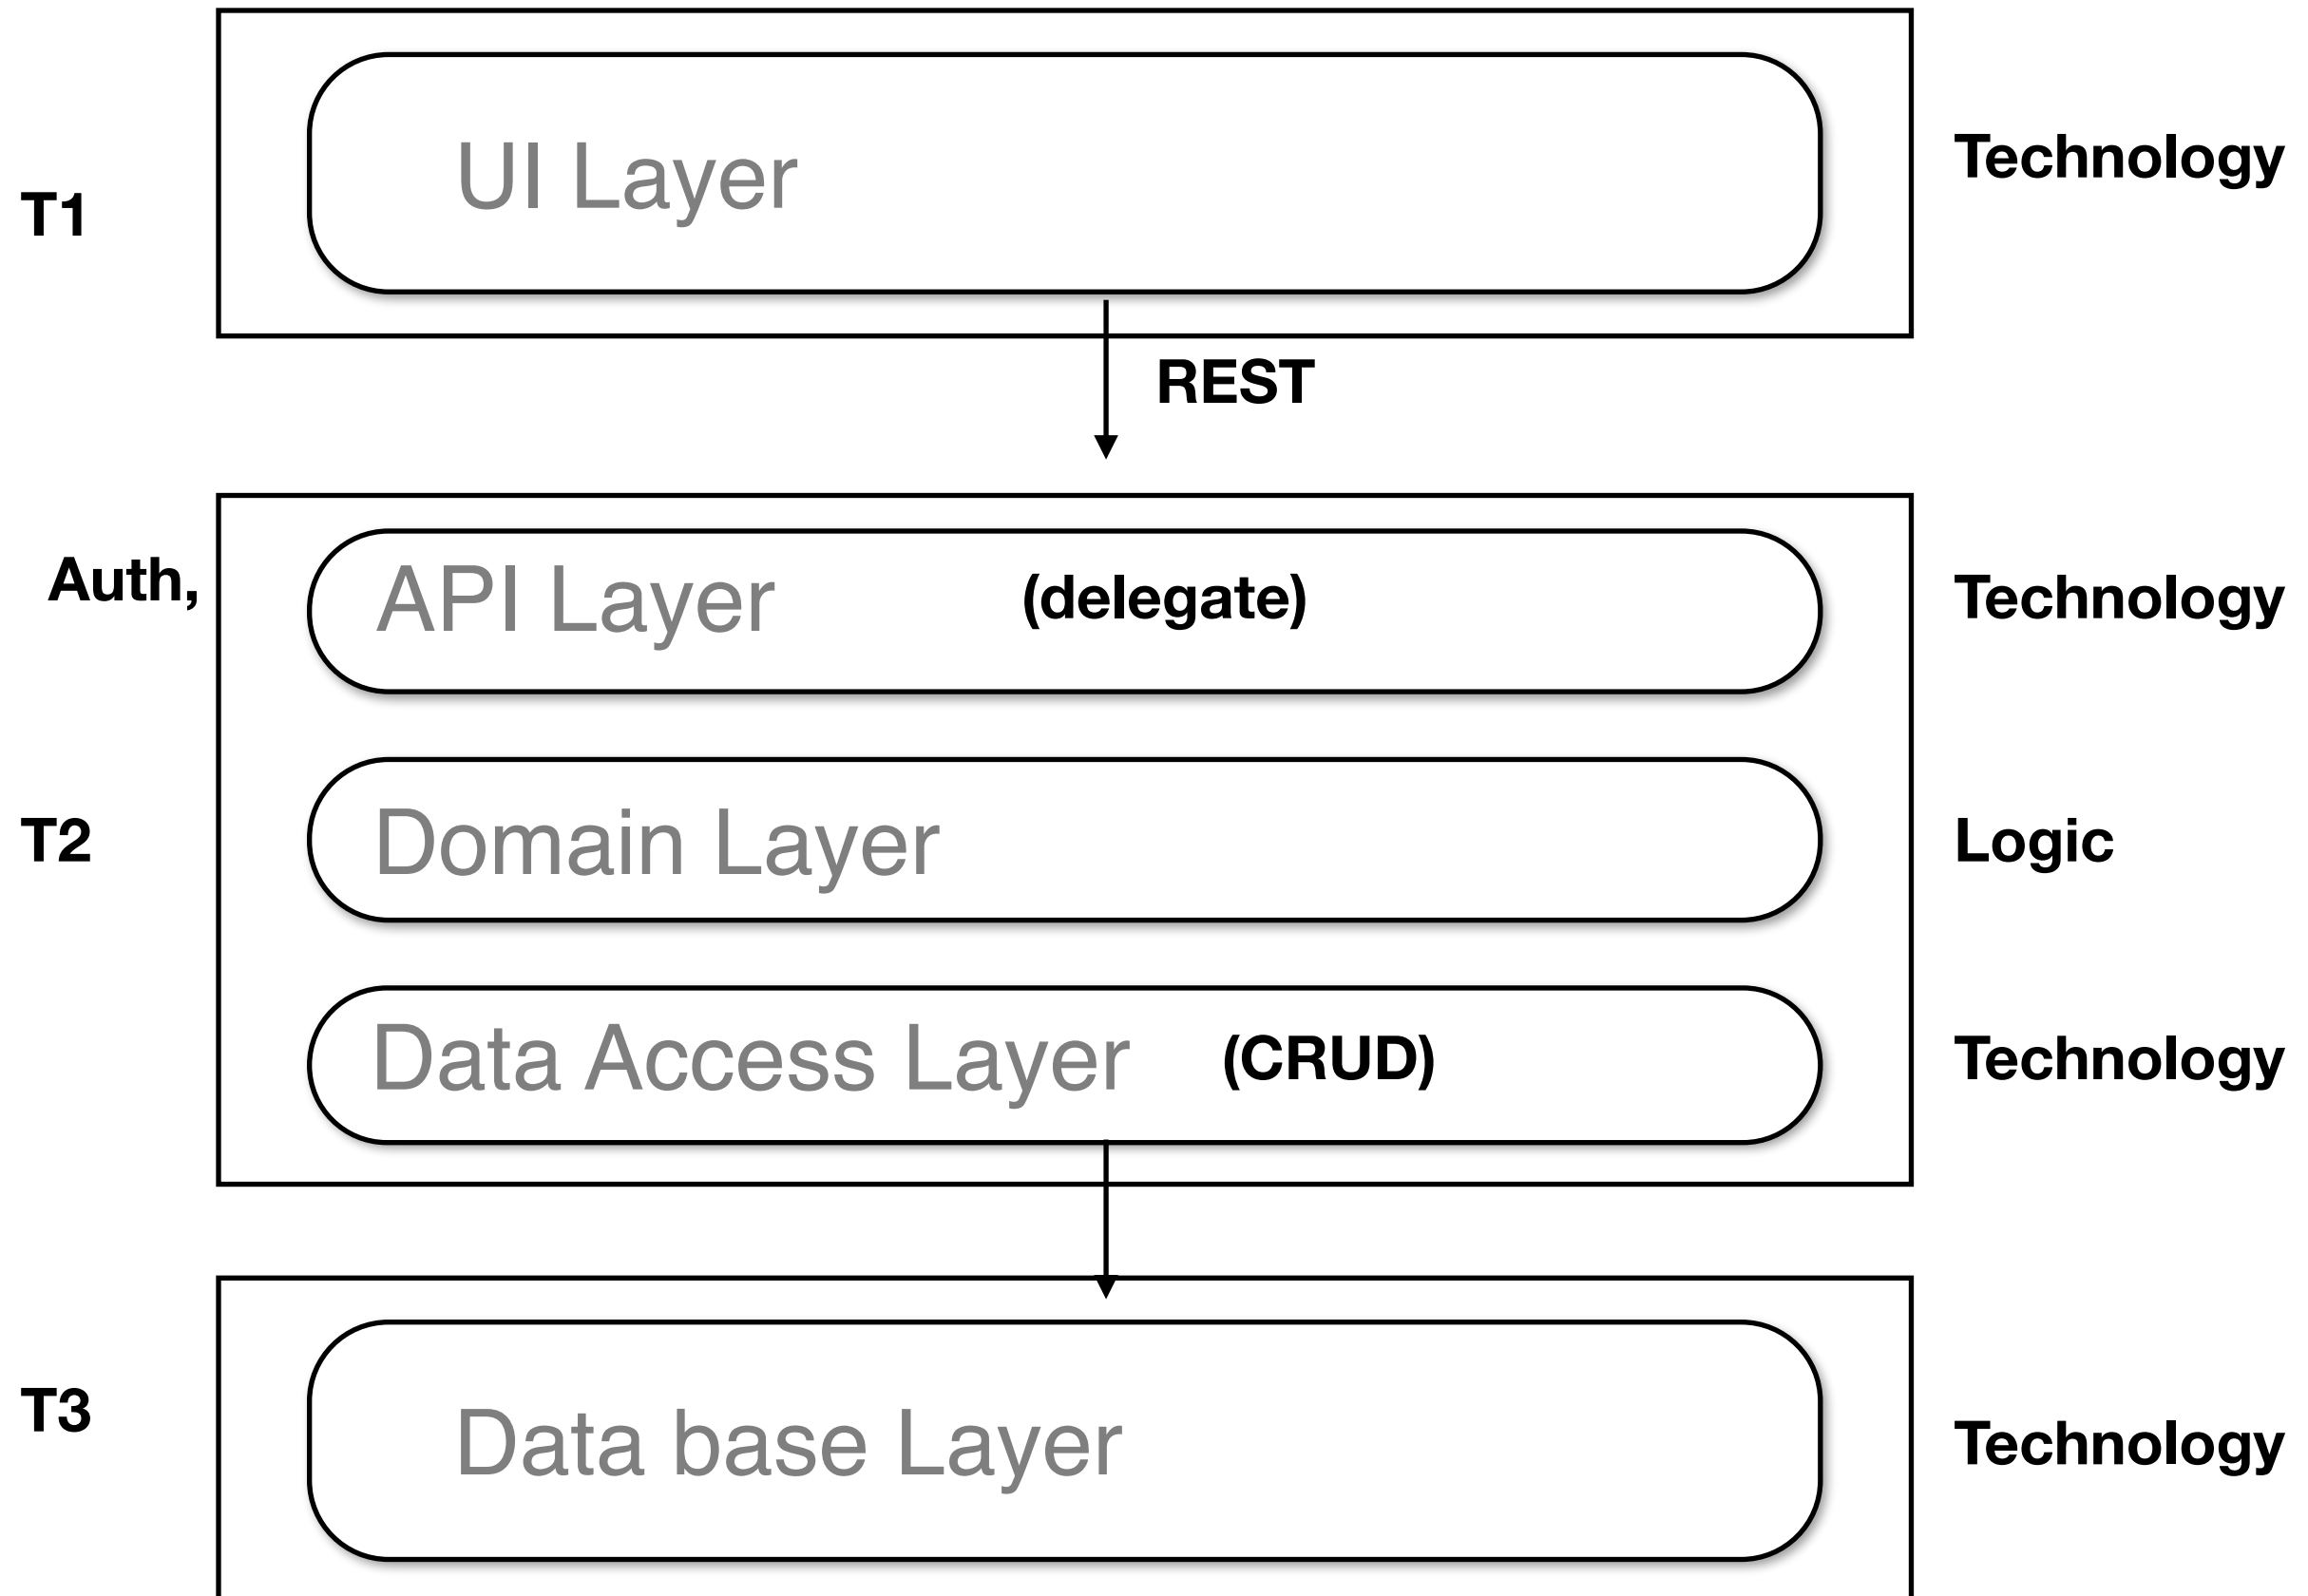 UI Layer
Technology
T1
REST
Auth,
API Layer
(delegate)
Technology
T2
Domain Layer
Logic
Data Access Layer
(CRUD)
Technology
T3
Data base Layer
Technology